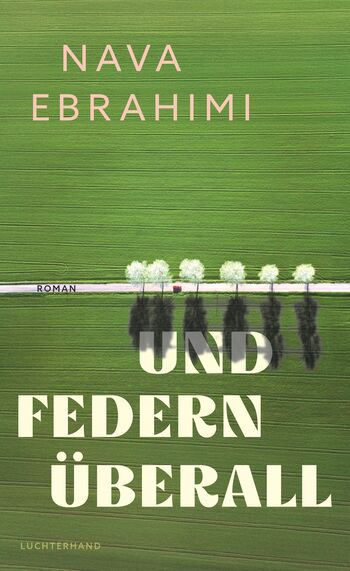 NAVA
EBRAHIMI
ROMAN
UND
FEDERN
ÜBERALL
LUCHTERHAND